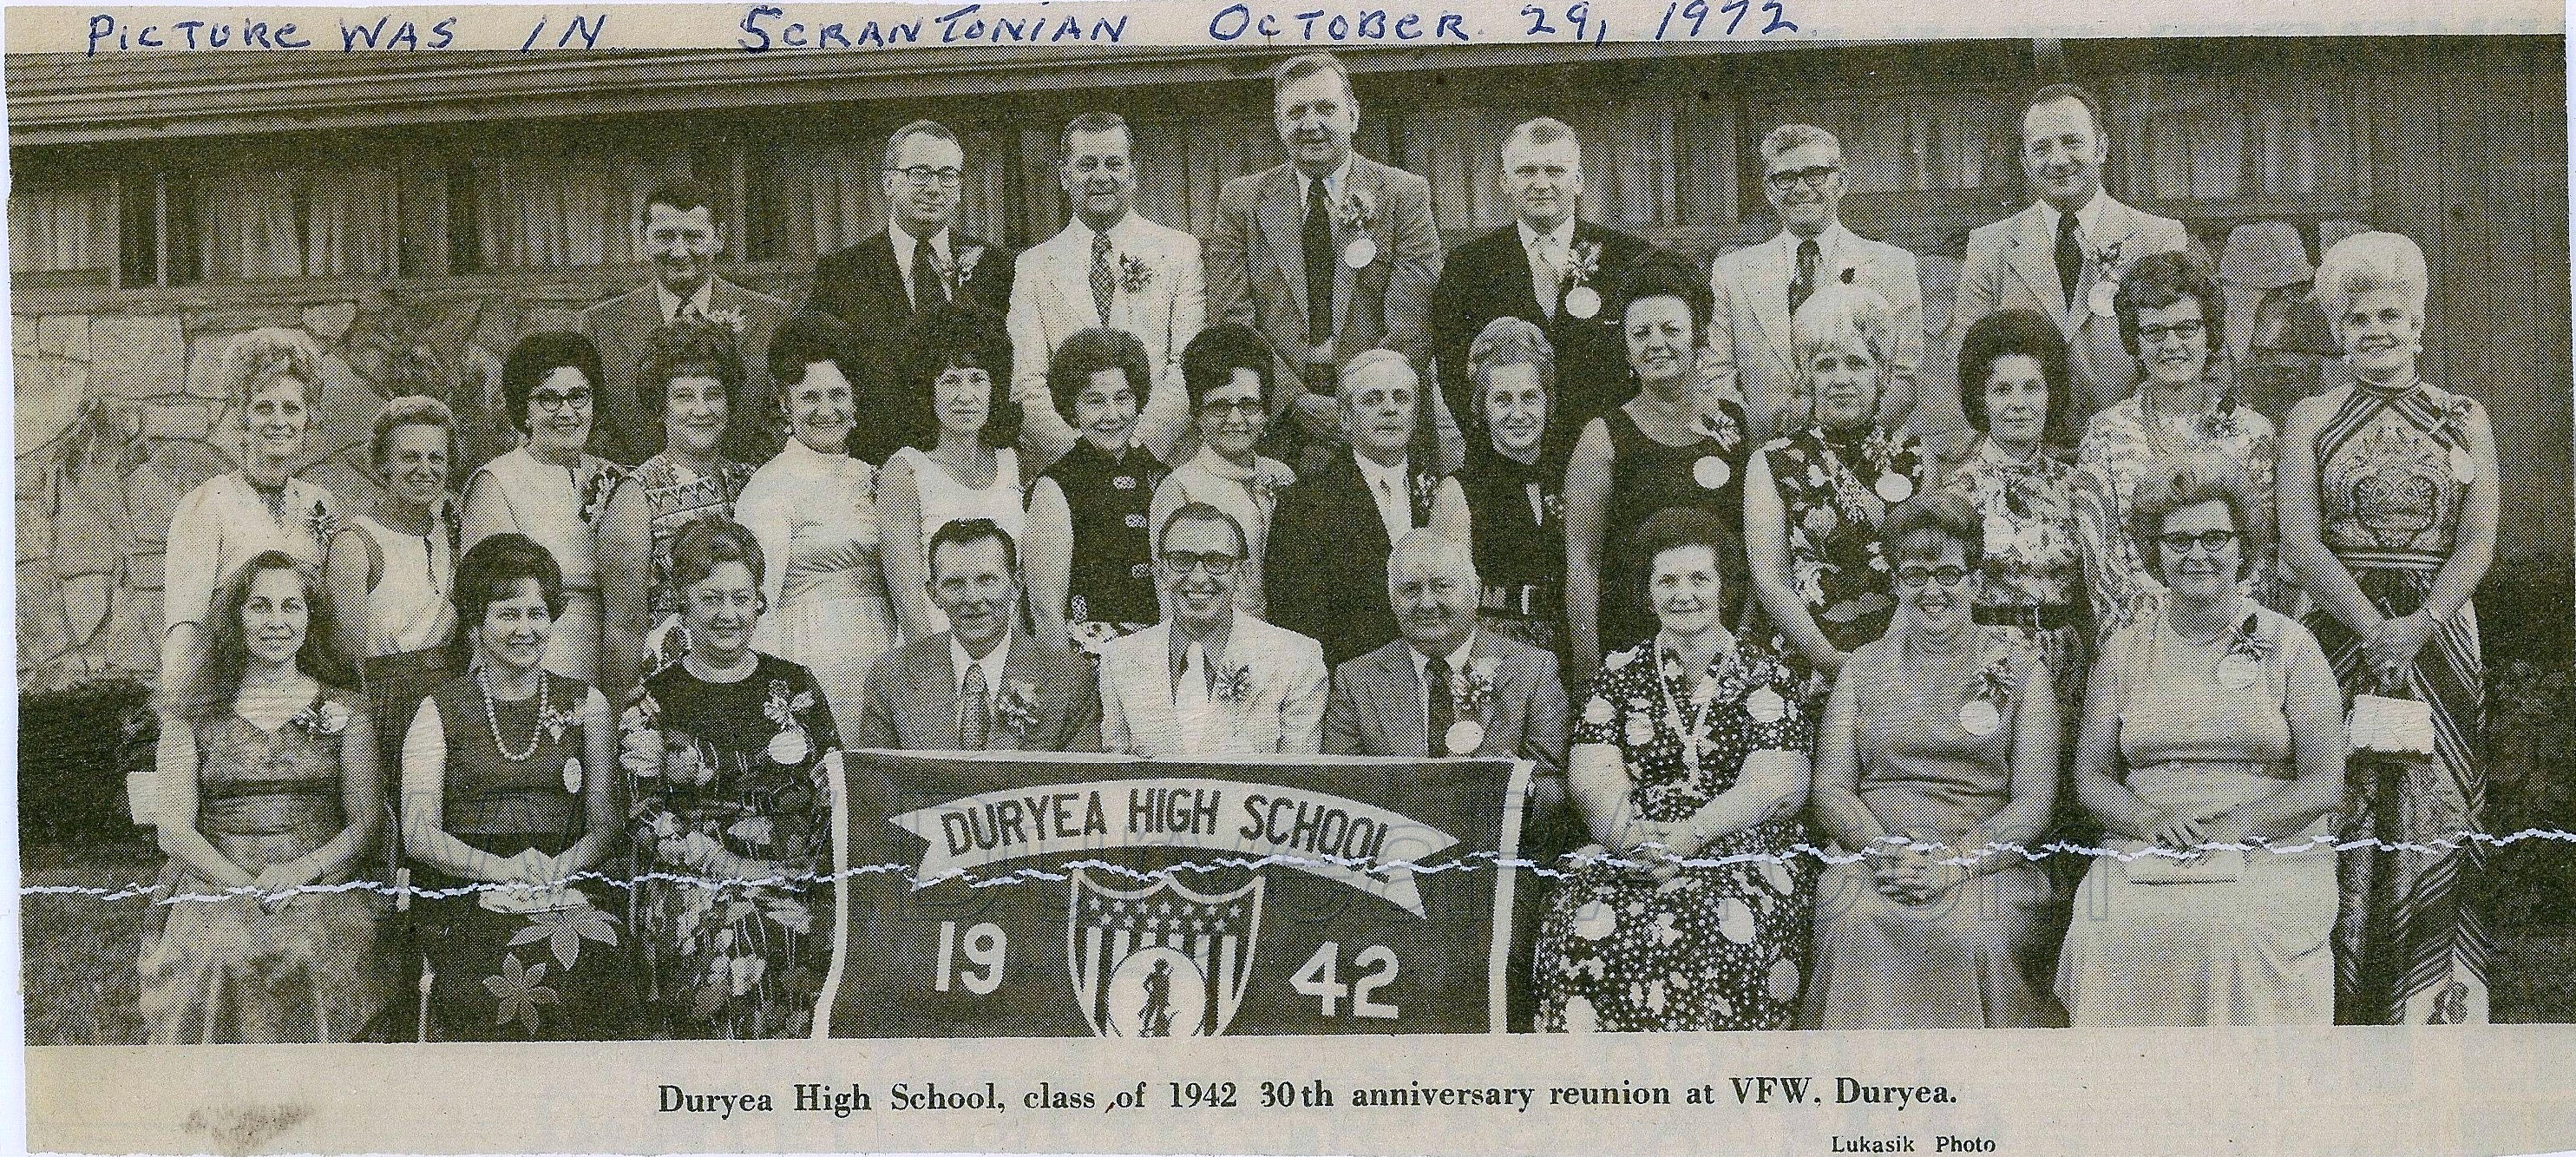 PICTURE WAS IN SCRANTONIAN OCTOBER 29, 1972.
DURYEA HIGH SCHOOL
19 42
Duryea High School, class of 1942 30th anniversary reunion at VFW, Duryea.
Lukasik Photo